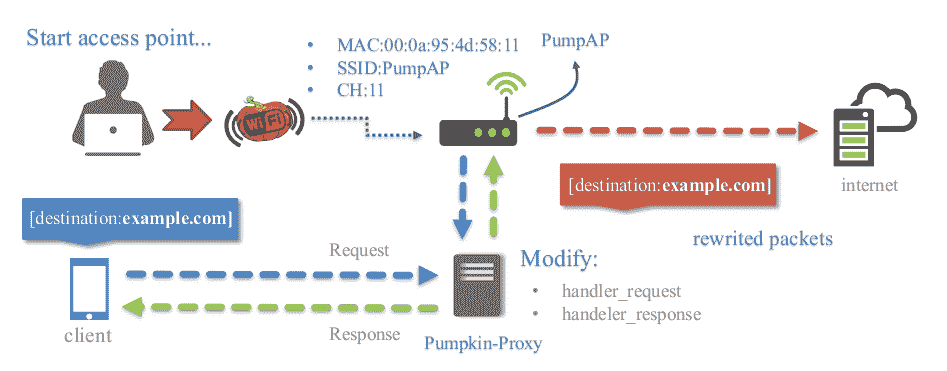 Start access point...
• MAC:00:0a:95:4d:58:11
• SSID:PumpAP
• CH:11
PumpAP
WiFi
[destination:example.com]
internet
[destination:example.com]
rewrited packets
Request
Modify:
• handler_request
• handeler_response
client
Response
Pumpkin-Proxy